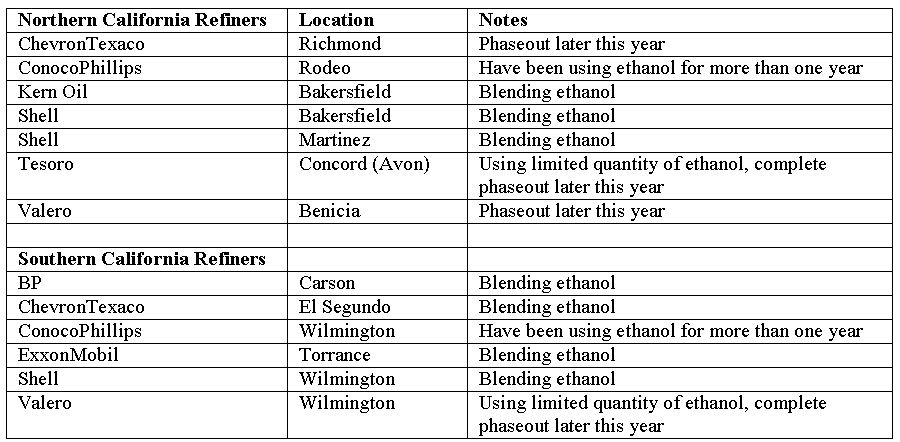 Northern California Refiners Location Notes
ChevronTexaco Richmond Phaseout later this year
ConocoPhillips Rodeo Have been using ethanol for more than one year
Kern Oil Bakersfield Blending ethanol
Shell Bakersfield Blending ethanol
Shell Martinez Blending ethanol
Tesoro Concord (Avon) Using limited quantity of ethanol, complete
phaseout later this year
Valero Benicia Phaseout later this year
Southern California Refiners
BP Carson Blending ethanol
ChevronTexaco El Segundo Blending ethanol
ConocoPhillips Wilmington Have been using ethanol for more than one year
ExxonMobil Torrance Blending ethanol
Shell Wilmington Blending ethanol
Valero Wilmington Using limited quantity of ethanol, complete
phaseout later this year